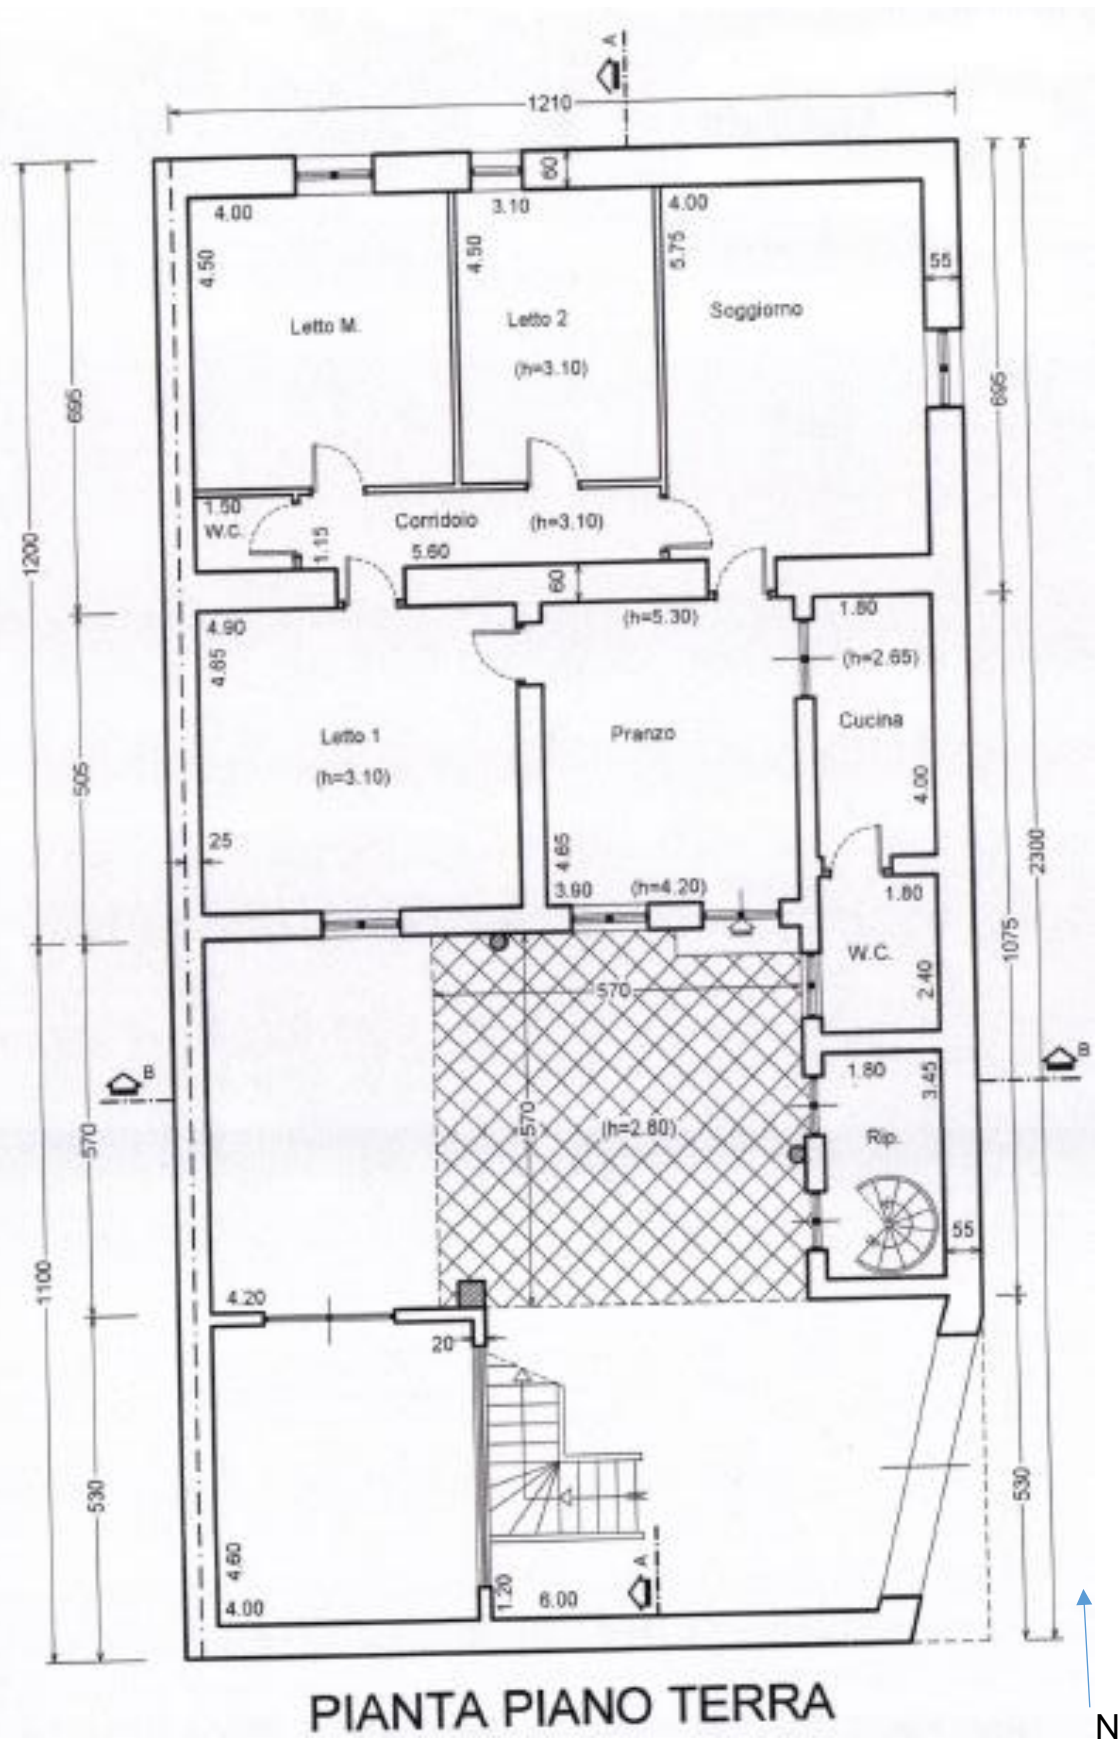 A
1210
60
4.00
3.10
4.00
4.50
4.50
5.75
55
Letto M.
Letto 2
Soggiorno
(h=3.10)
695
695
1.50
W.C.
1.15
Corridoio
(h=3.10)
5.60
1200
60
4.90
4.65
(h=5.30)
1.80
(h=2.65)
Letto 1
(h=3.10)
Pranzo
Cucina
505
4.00
25
4.65
3.90
(h=4.20)
1.80
2300
1075
W.C.
2.40
570
B
B
1.80
3.45
570
570
(h=2.80)
Rip.
55
1100
4.20
20
530
530
4.60
4.00
1.20
6.00
A
PIANTA PIANO TERRA
N